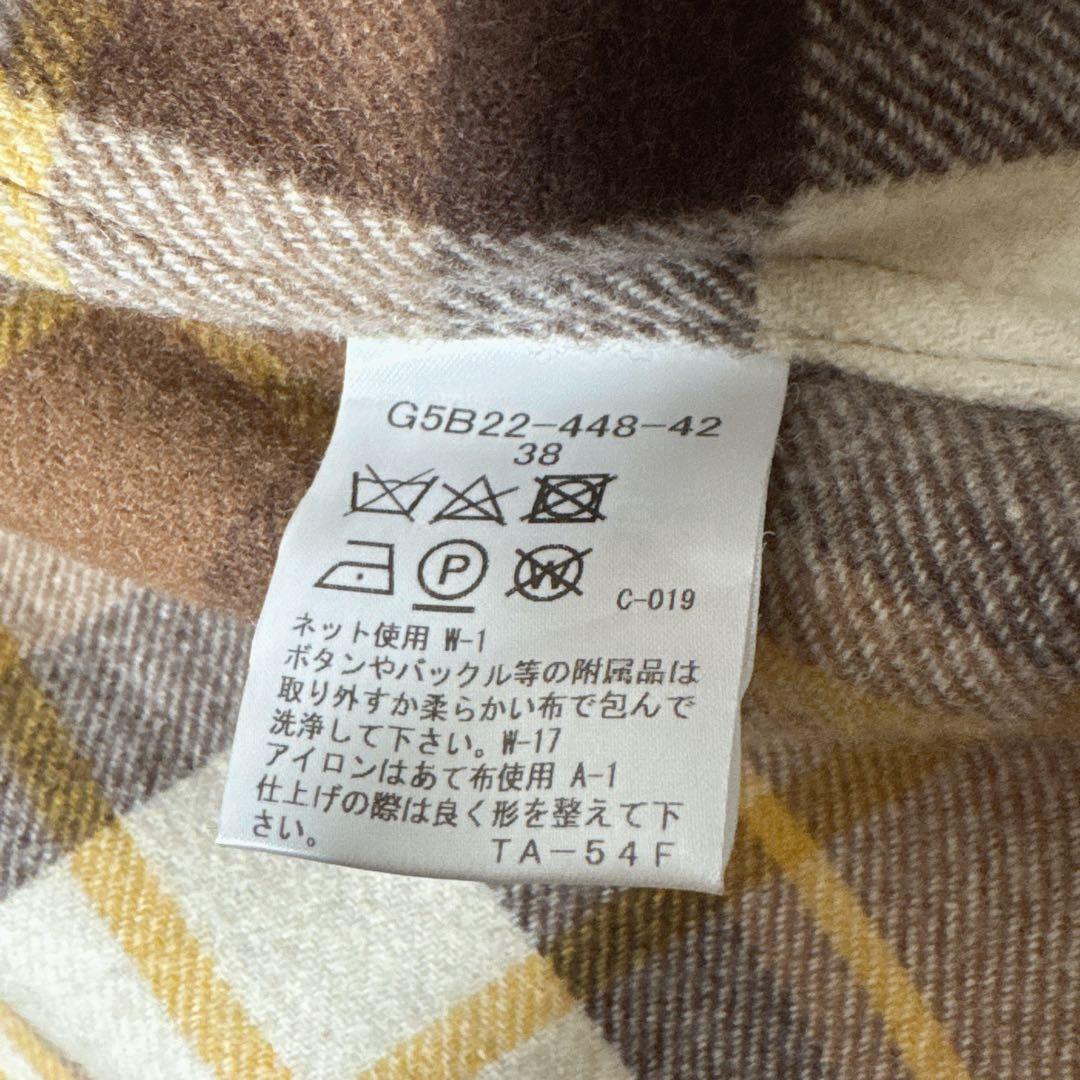 G5B22-448-42
38
P W C-019
ネット使用 W-1
ボタンやバックル等の附属品は
取り外すか柔らかい布で包んで
洗浄して下さい。W-17
アイロンはあて布使用 A-1
仕上げの際は良く形を整えて下
さい。 TA-54F